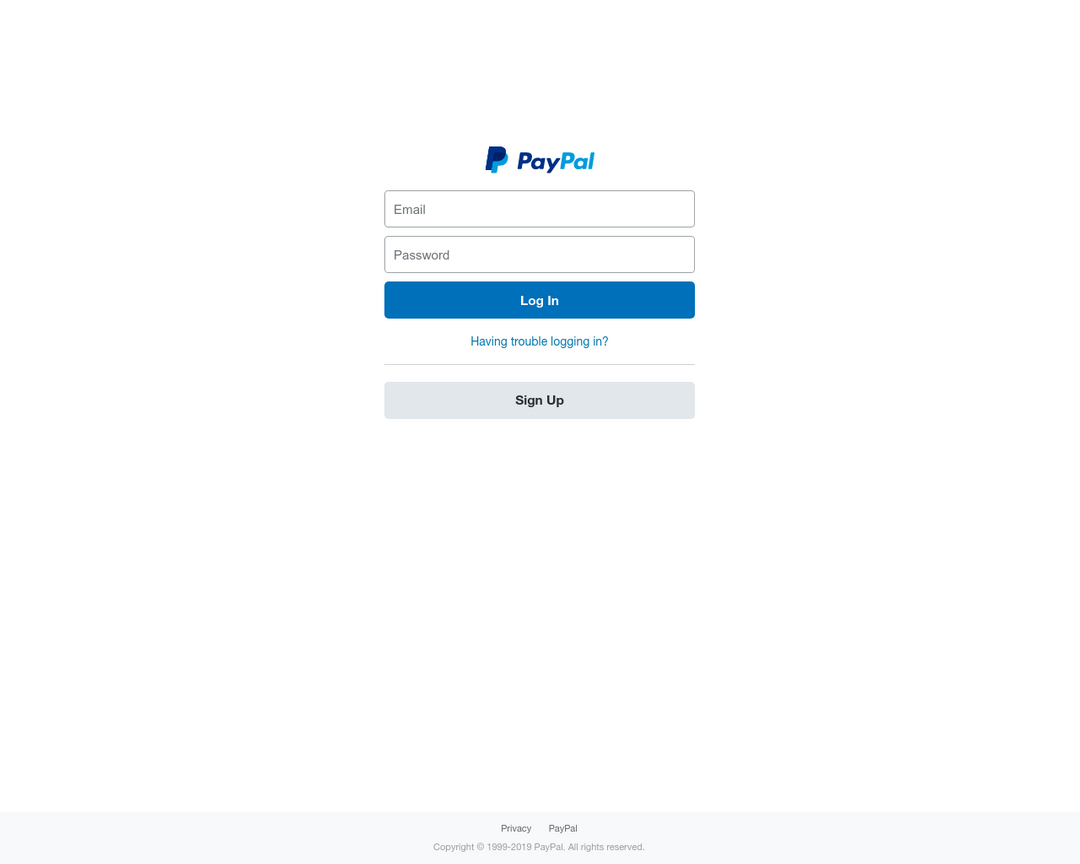 PayPal
Email
Password
Log In
Having trouble logging in?
Sign Up
Privacy PayPal
Copyright © 1999-2019 PayPal. All rights reserved.